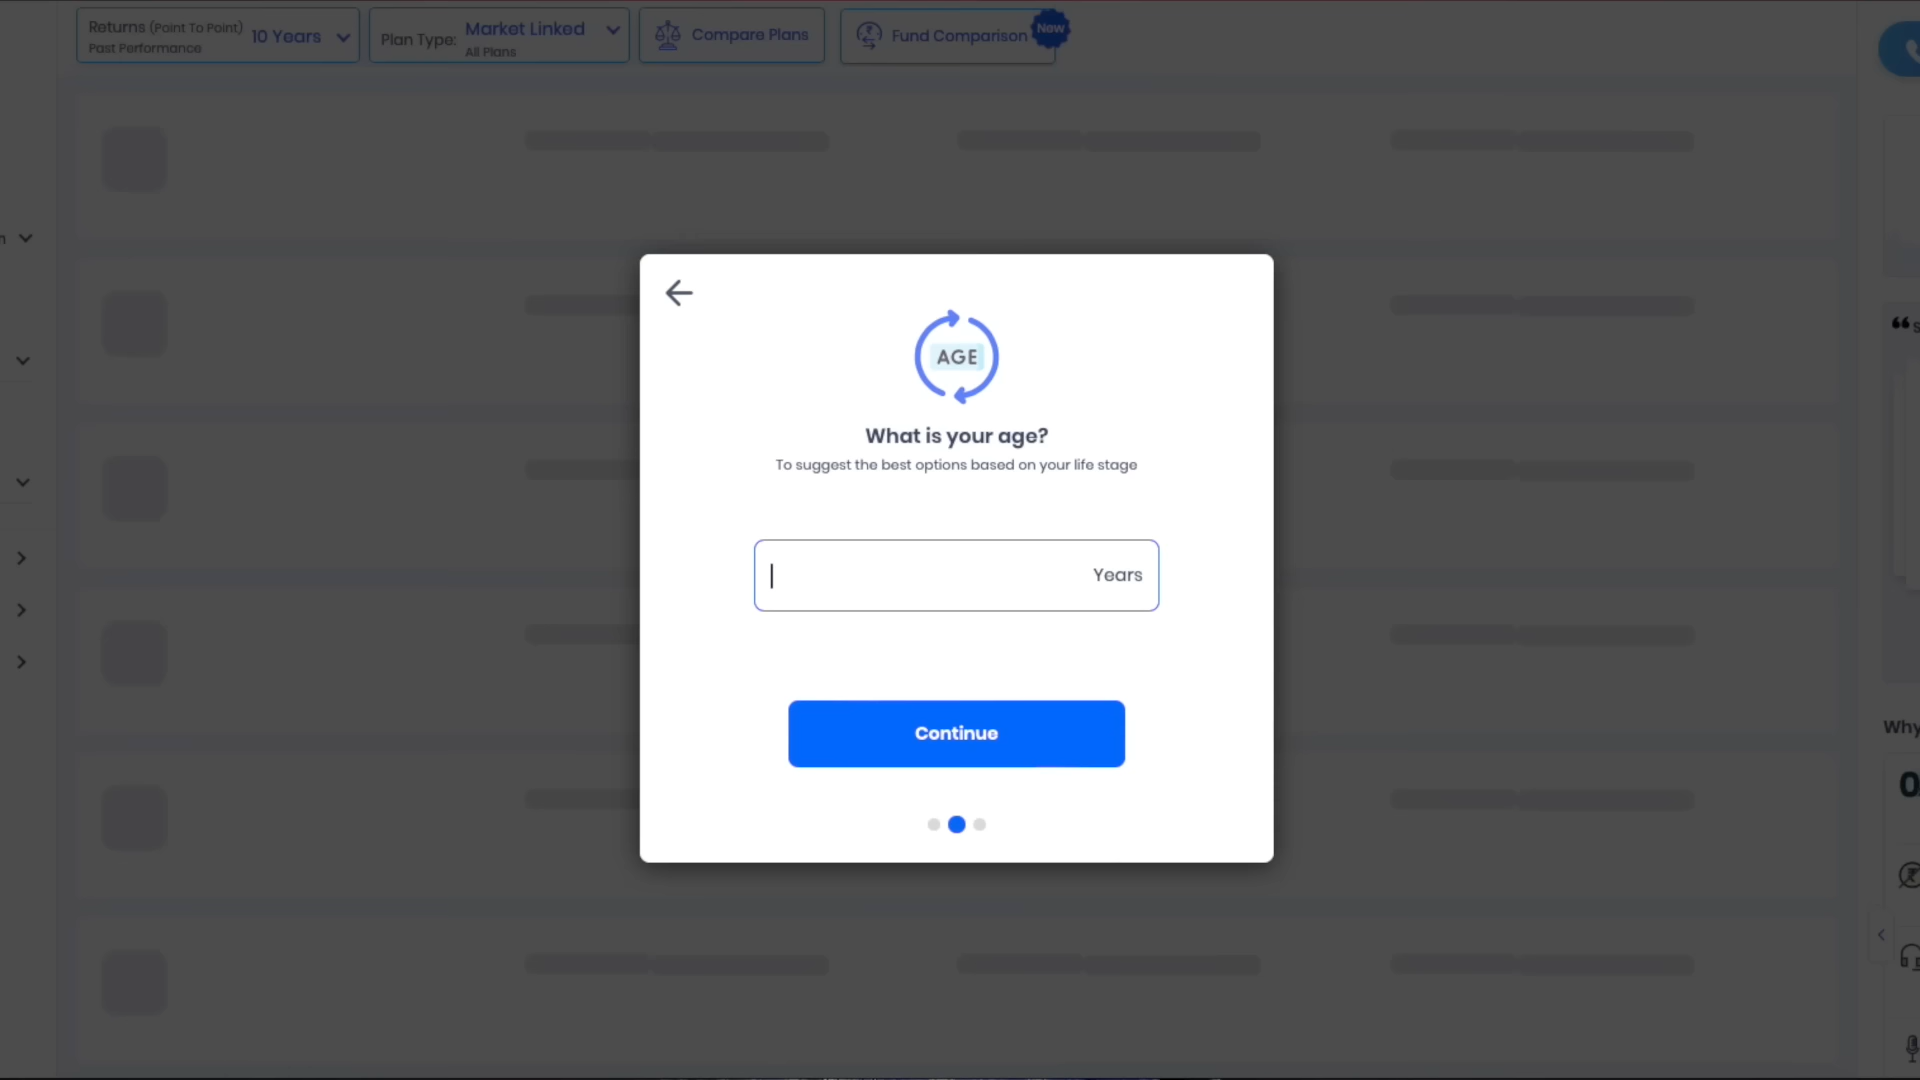 Returns (Point To Point)
Past Performance
10 Years
Plan Type:
Market Linked
All Plans
Compare Plans
Fund Comparison
New
AGE
What is your age?
To suggest the best options based on your life stage
Years
Continue
Why